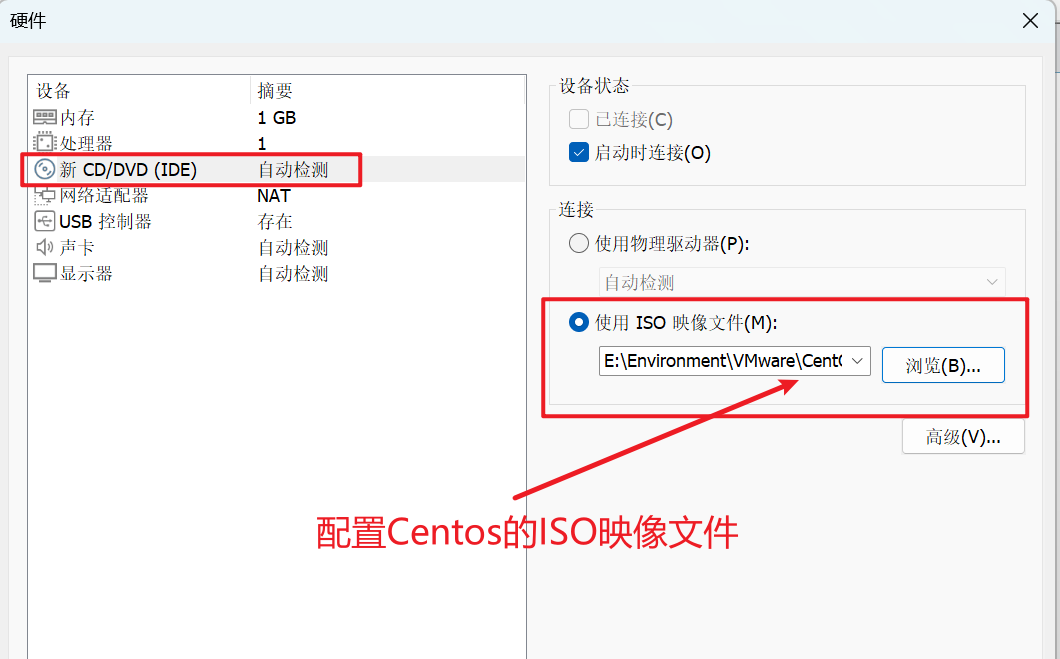 硬件
设备 摘要
内存 1 GB
处理器 1
新 CD/DVD (IDE) 自动检测
网络适配器 NAT
USB 控制器 存在
声卡 自动检测
显示器 自动检测
设备状态
已连接(C)
启动时连接(O)
连接
使用物理驱动器(P):
自动检测
使用 ISO 映像文件(M):
E:\Environment\VMware\Cent
浏览(B)...
高级(V)...
配置Centos的ISO映像文件